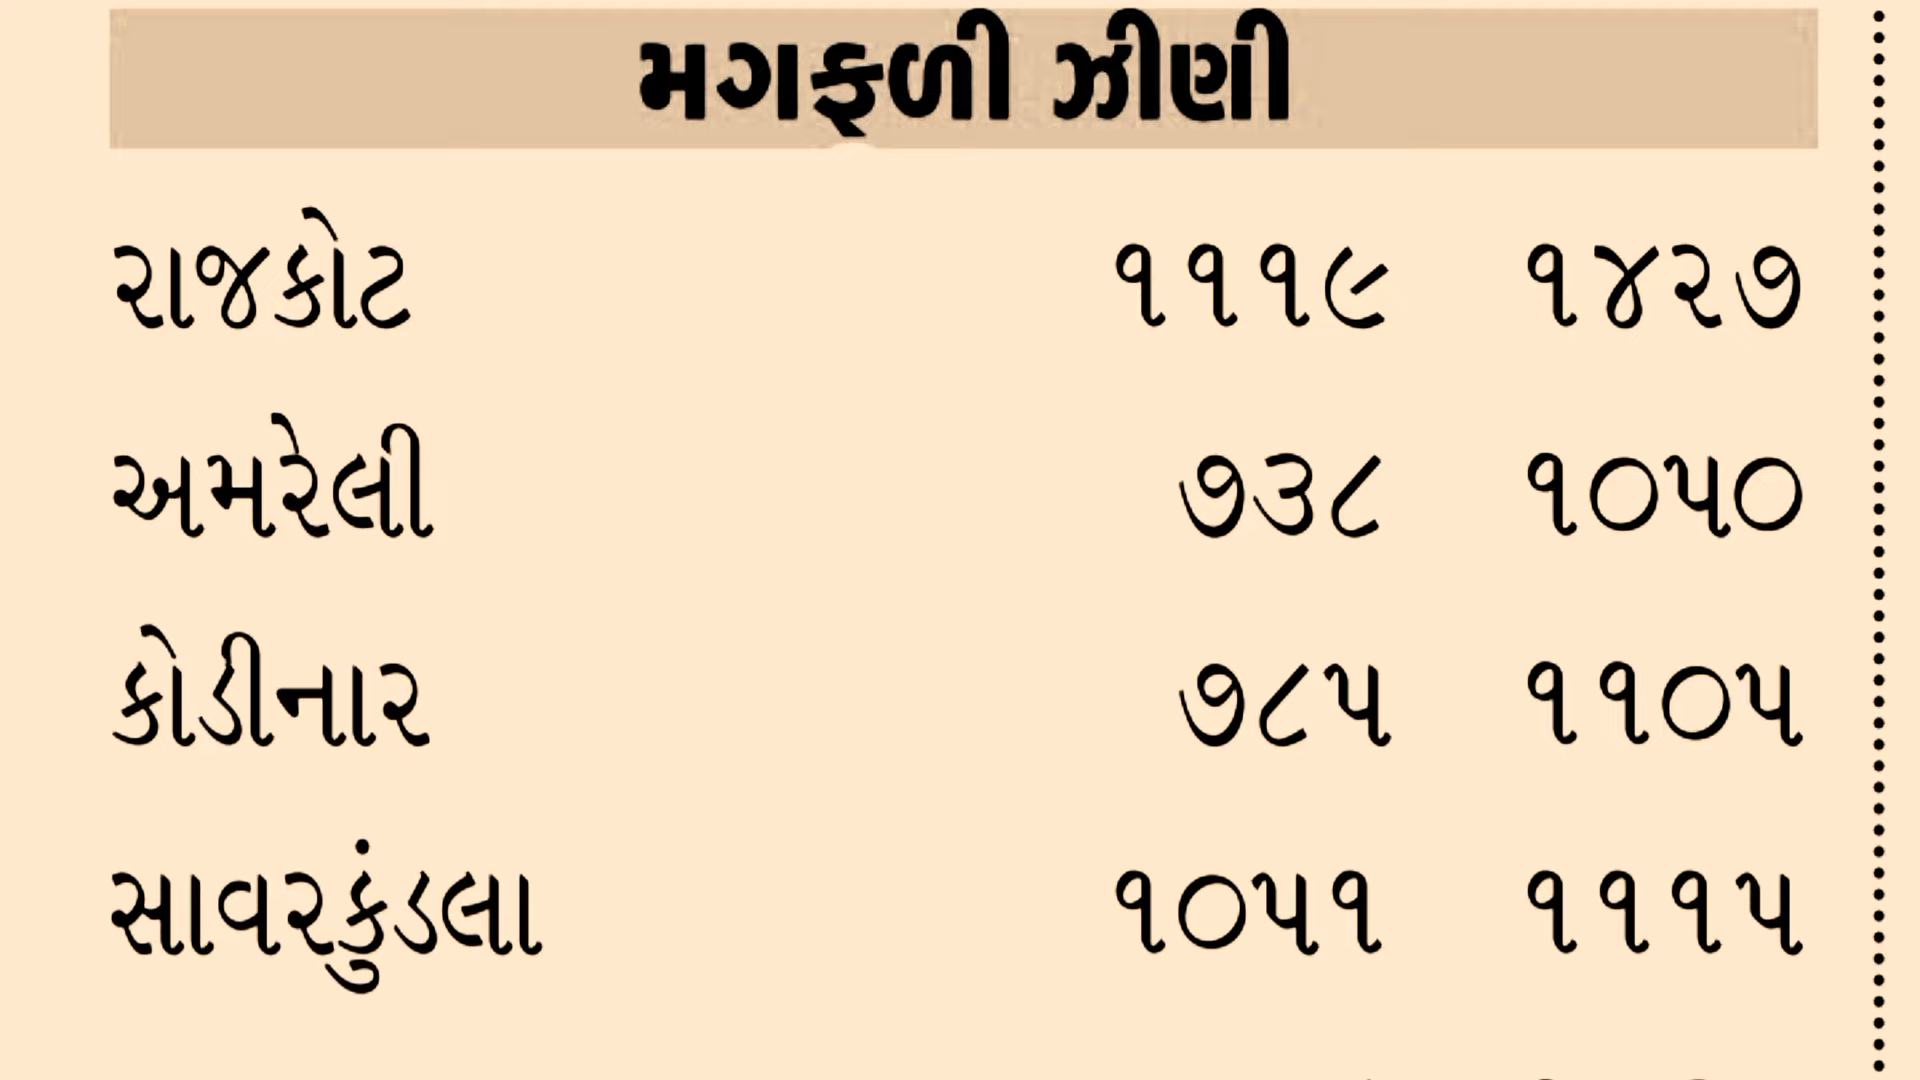 મગફળી ઝીણી
રાજકોટ ૧૧૧૯ ૧૪૨૭
અમરેલી ૭૩૮ ૧૦૫૦
કોડીનાર ૭૮૫ ૧૧૦૫
સાવરકુંડલા ૧૦૫૧ ૧૧૧૫